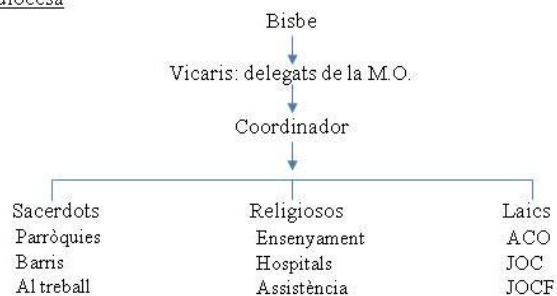 diòcesa
Bisbe
Vicaris: delegats de la M.O.
Coordinador
Sacerdots
Parròquies
Barris
Al treball
Religiosos
Ensenyament
Hospitals
Assistència
Laics
ACO
JOC
JOCF